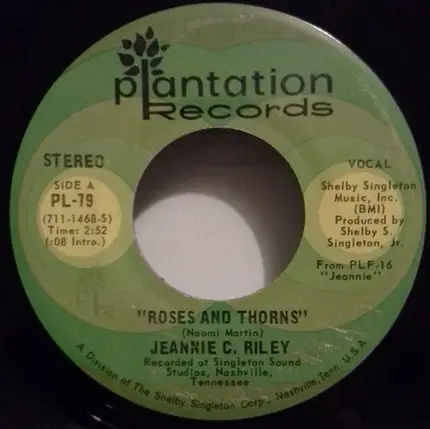 plantation
Records
STEREO
SIDE A
PL-79
(711-1468-S)
Time: 2:52
(:08 Intro.)
VOCAL
Shelby Singleton
Music, Inc.
(BMI)
Produced by
Shelby S.
Singleton, Jr.
From PLP-16
"Jeannie"
"ROSES AND THORNS"
(Naomi Martin)
JEANNIE C. RILEY
Recorded at Singleton Sound
Studios, Nashville,
Tennessee
A Division of The Shelby Singleton Corp., Nashville, Tenn. U.S.A.